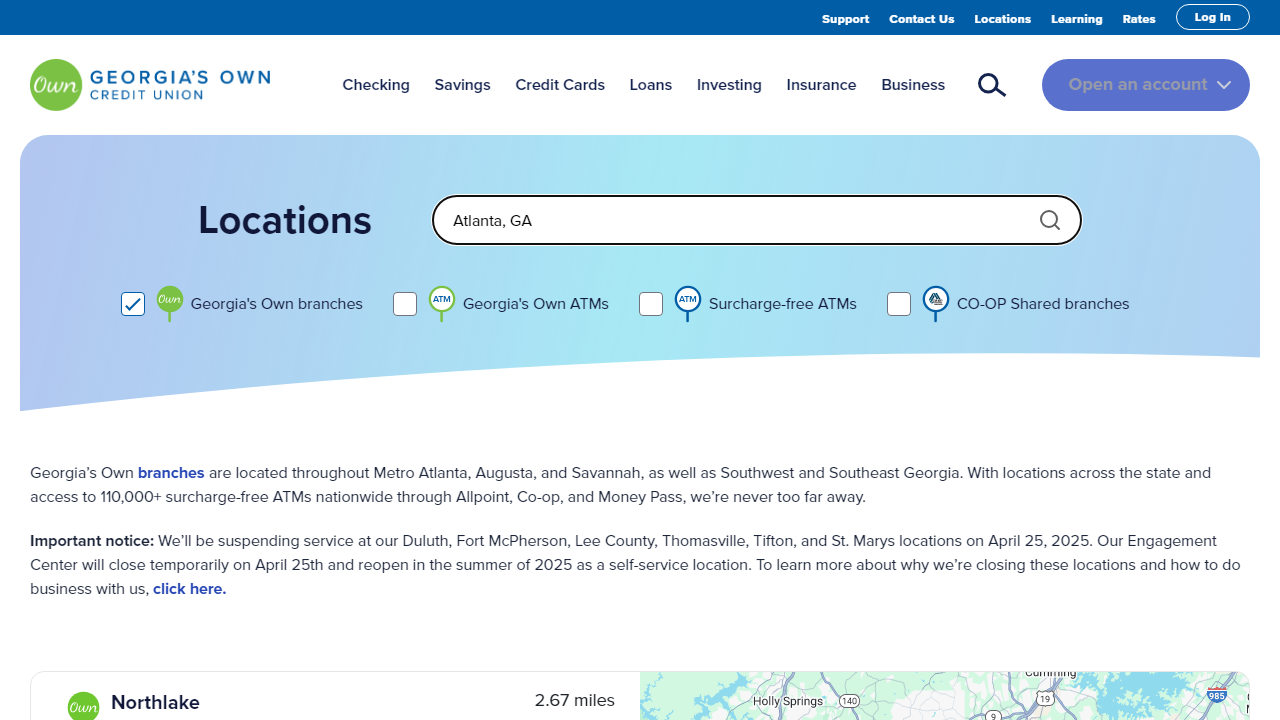 Support Contact Us Locations Learning Rates Log In
Own GEORGIA'S OWN
CREDIT UNION
Checking Savings Credit Cards Loans Investing Insurance Business Open an account
Locations
Atlanta, GA
Own Georgia's Own branches ATM Georgia's Own ATMs ATM Surcharge-free ATMs CO-OP Shared branches
Georgia’s Own branches are located throughout Metro Atlanta, Augusta, and Savannah, as well as Southwest and Southeast Georgia. With locations across the state and
access to 110,000+ surcharge-free ATMs nationwide through Allpoint, Co-op, and Money Pass, we’re never too far away.
Important notice: We’ll be suspending service at our Duluth, Fort McPherson, Lee County, Thomasville, Tifton, and St. Marys locations on April 25, 2025. Our Engagement
Center will close temporarily on April 25th and reopen in the summer of 2025 as a self-service location. To learn more about why we’re closing these locations and how to do
business with us, click here.
Own Northlake 2.67 miles
Cumming
Holly Springs 140 19 985
9